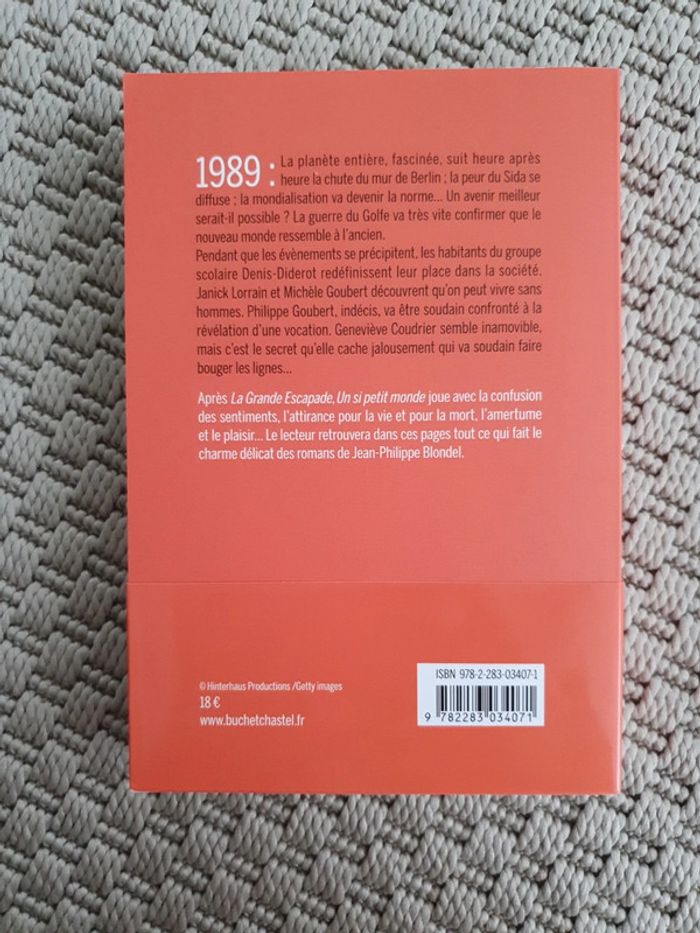 1989 : La planète entière, fascinée, suit heure après
heure la chute du mur de Berlin ; la peur du Sida se
diffuse ; la mondialisation va devenir la norme... Un avenir meilleur
serait-il possible ? La guerre du Golfe va très vite confirmer que le
nouveau monde ressemble à l'ancien.
Pendant que les évènements se précipitent, les habitants du groupe
scolaire Denis-Diderot redéfinissent leur place dans la société.
Janick Lorrain et Michèle Goubert découvrent qu'on peut vivre sans
hommes. Philippe Goubert, indécis, va être soudain confronté à la
révélation d'une vocation. Geneviève Coudrier semble inamovible,
mais c'est le secret qu'elle cache jalousement qui va soudain faire
bouger les lignes...
Après La Grande Escapade, Un si petit monde joue avec la confusion
des sentiments, l'attirance pour la vie et pour la mort, l'amertume
et le plaisir... Le lecteur retrouvera dans ces pages tout ce qui fait le
charme délicat des romans de Jean-Philippe Blondel.
ISBN 978-2-283-03407-1
© Hinterhaus Productions /Getty images
18 €
www.buchetchastel.fr
9 782283 034071